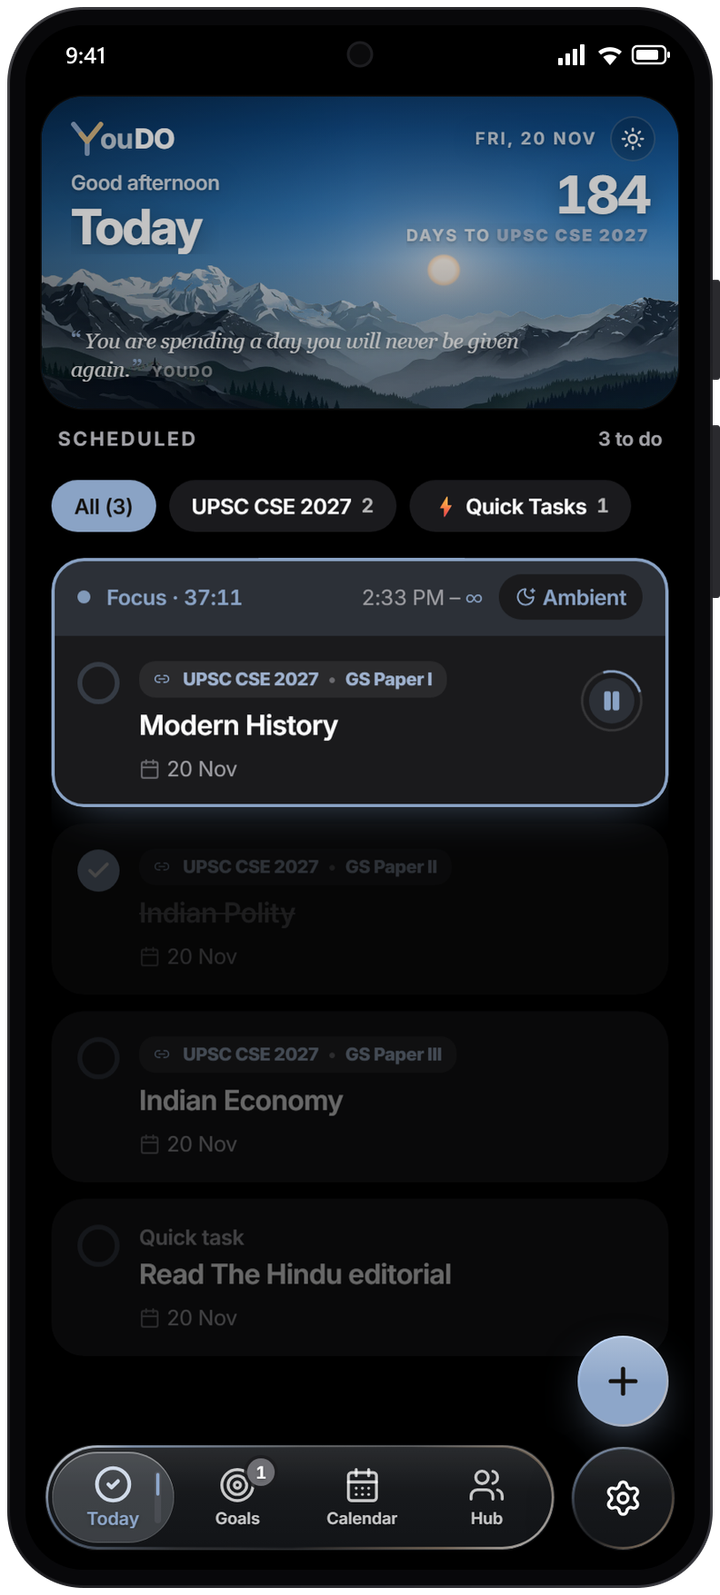 9:41
YouDO
FRI, 20 NOV
Good afternoon
184
Today
DAYS TO UPSC CSE 2027
“ You are spending a day you will never be given
again.” YOUDO
SCHEDULED
3 to do
All (3)
UPSC CSE 2027 2
Quick Tasks 1
Focus · 37:11
2:33 PM – ∞
Ambient
UPSC CSE 2027 • GS Paper I
Modern History
20 Nov
UPSC CSE 2027 • GS Paper II
Indian Polity
20 Nov
UPSC CSE 2027 • GS Paper III
Indian Economy
20 Nov
Quick task
Read The Hindu editorial
20 Nov
1
Today
Goals
Calendar
Hub